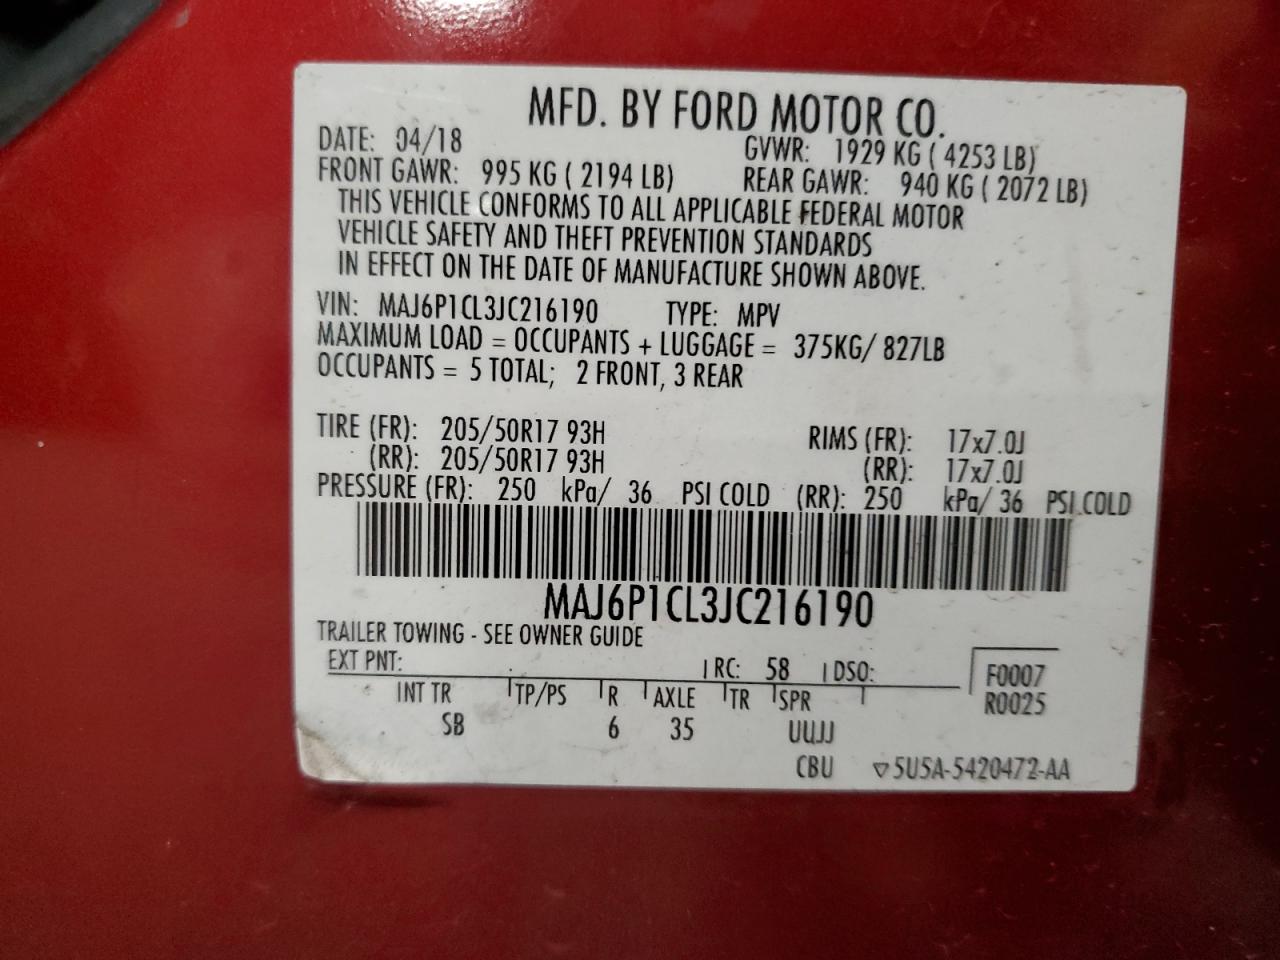 MFD. BY FORD MOTOR CO.
DATE: 04/18 GVWR: 1929 KG ( 4253 LB)
FRONT GAWR: 995 KG ( 2194 LB) REAR GAWR: 940 KG ( 2072 LB)
THIS VEHICLE CONFORMS TO ALL APPLICABLE FEDERAL MOTOR
VEHICLE SAFETY AND THEFT PREVENTION STANDARDS
IN EFFECT ON THE DATE OF MANUFACTURE SHOWN ABOVE.
VIN: MAJ6P1CL3JC216190 TYPE: MPV
MAXIMUM LOAD = OCCUPANTS + LUGGAGE = 375KG/ 827LB
OCCUPANTS = 5 TOTAL; 2 FRONT, 3 REAR
TIRE (FR): 205/50R17 93H RIMS (FR): 17x7.0J
(RR): 205/50R17 93H (RR): 17x7.0J
PRESSURE (FR): 250 kPa/ 36 PSI COLD (RR): 250 kPa/ 36 PSI COLD
MAJ6P1CL3JC216190
TRAILER TOWING - SEE OWNER GUIDE
EXT PNT: RC: 58 DSO: F0007
INT TR TP/PS R AXLE TR SPR R0025
SB 6 35 UUJJ
CBU 5U5A-5420472-AA